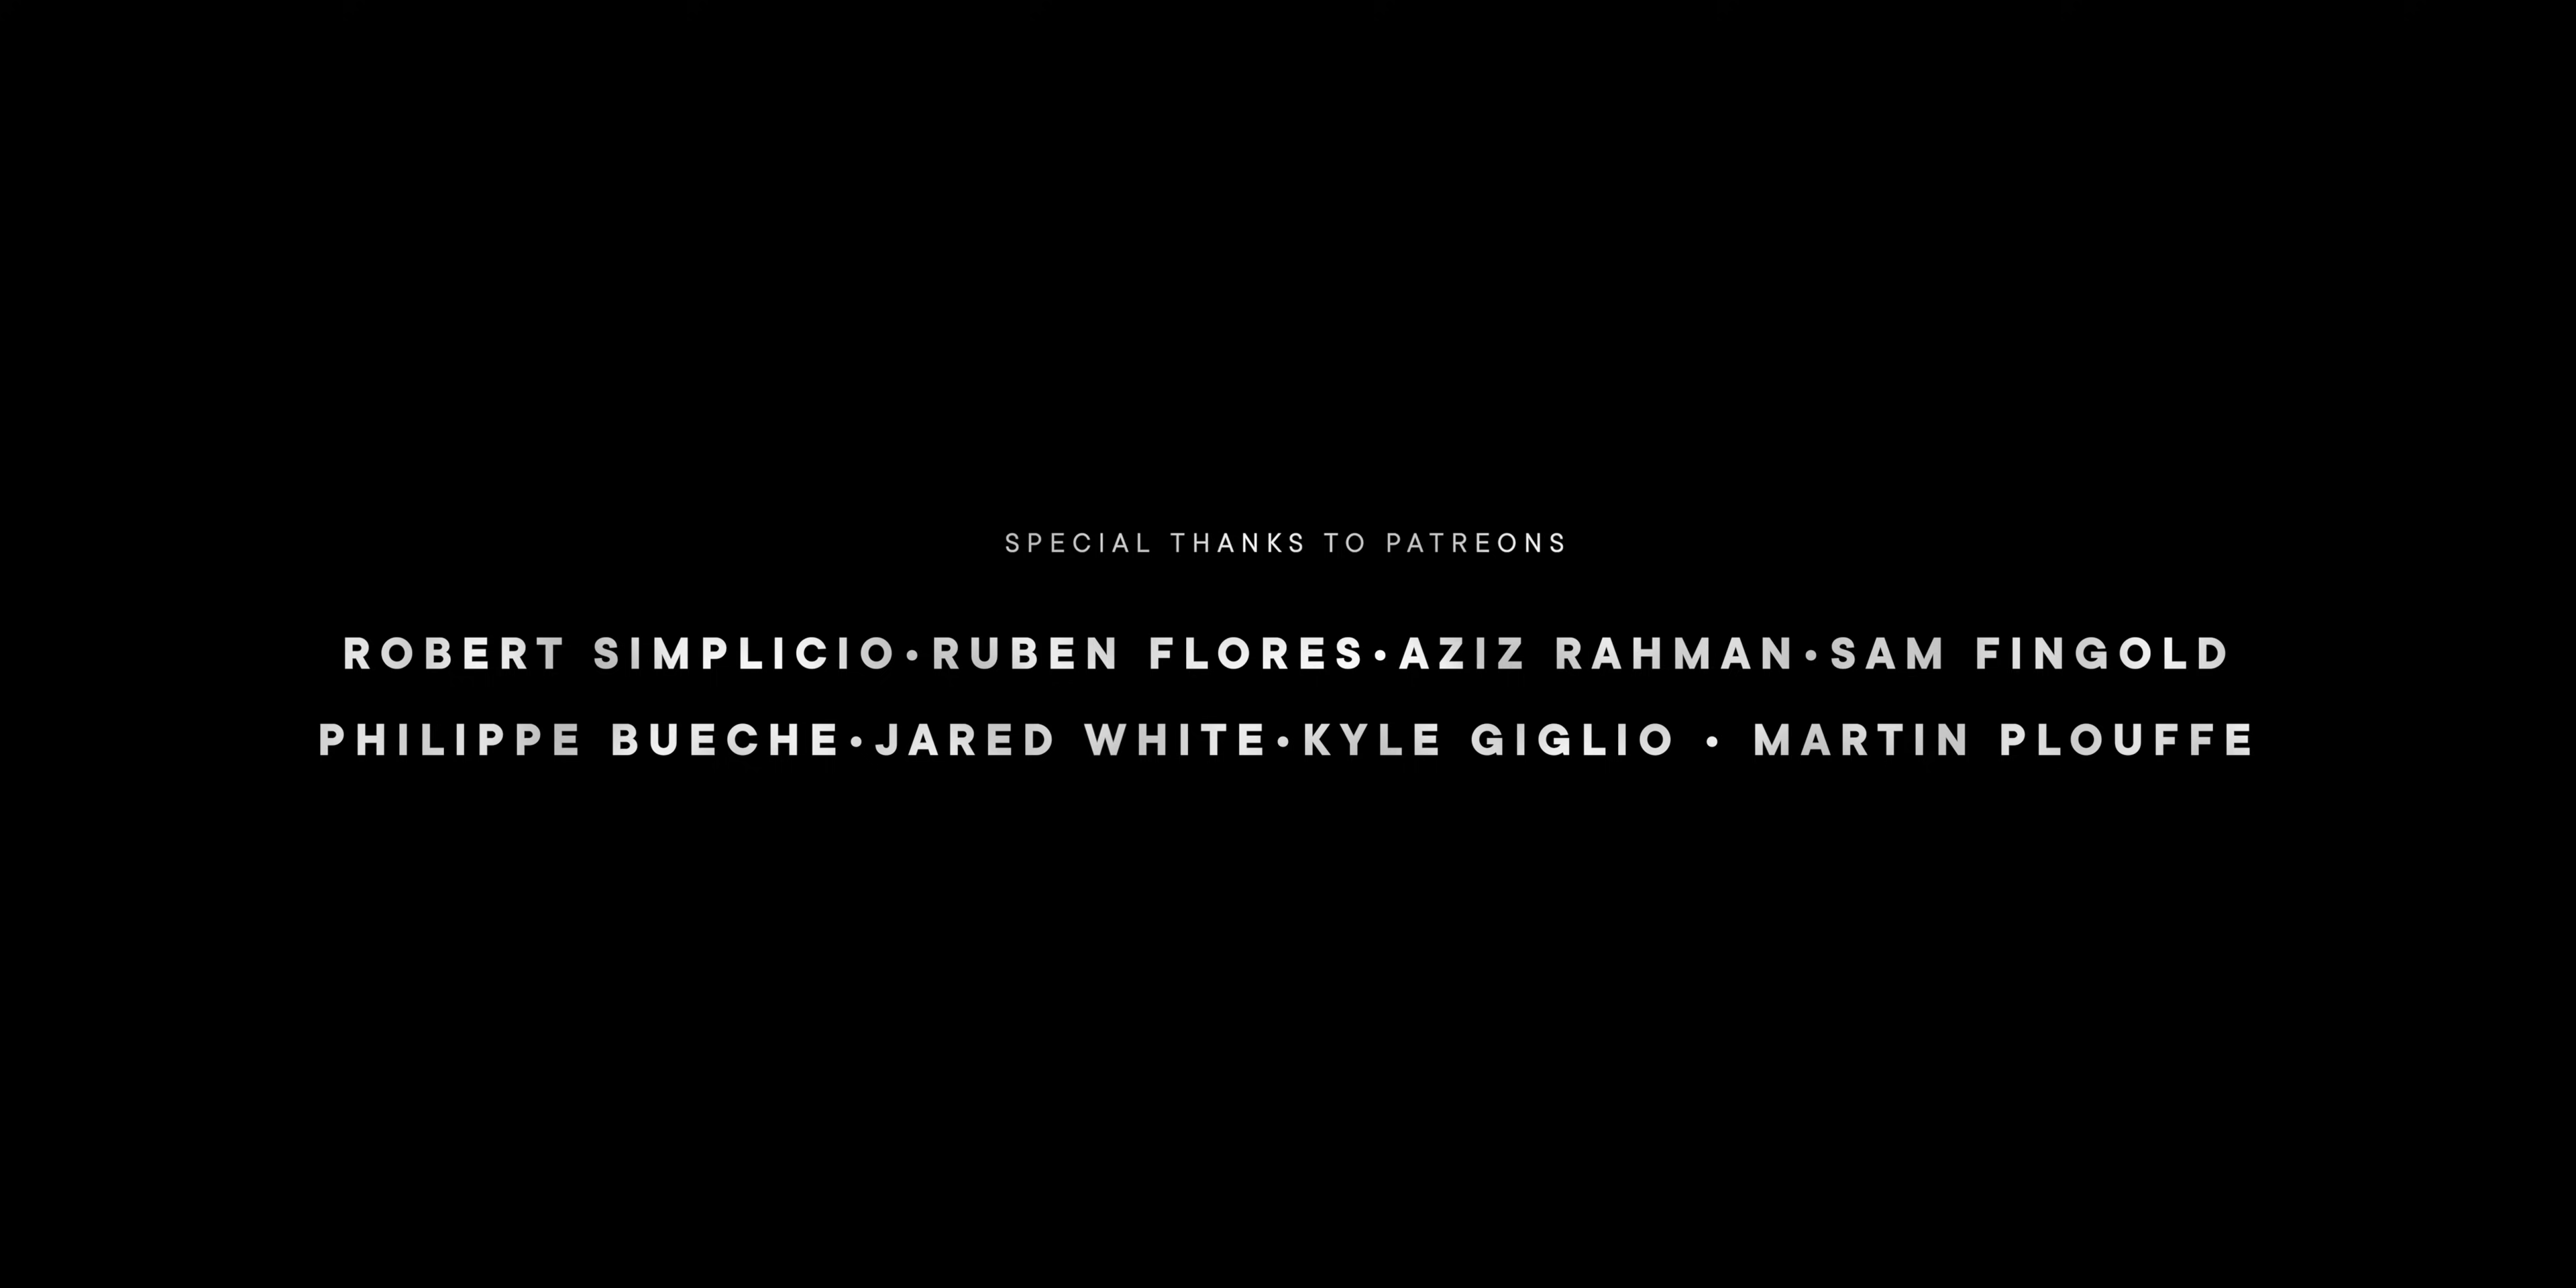 SPECIAL THANKS TO PATREONS
ROBERT SIMPLICIO•RUBEN FLORES•AZIZ RAHMAN•SAM FINGOLD
PHILIPPE BUECHE•JARED WHITE•KYLE GIGLIO • MARTIN PLOUFFE